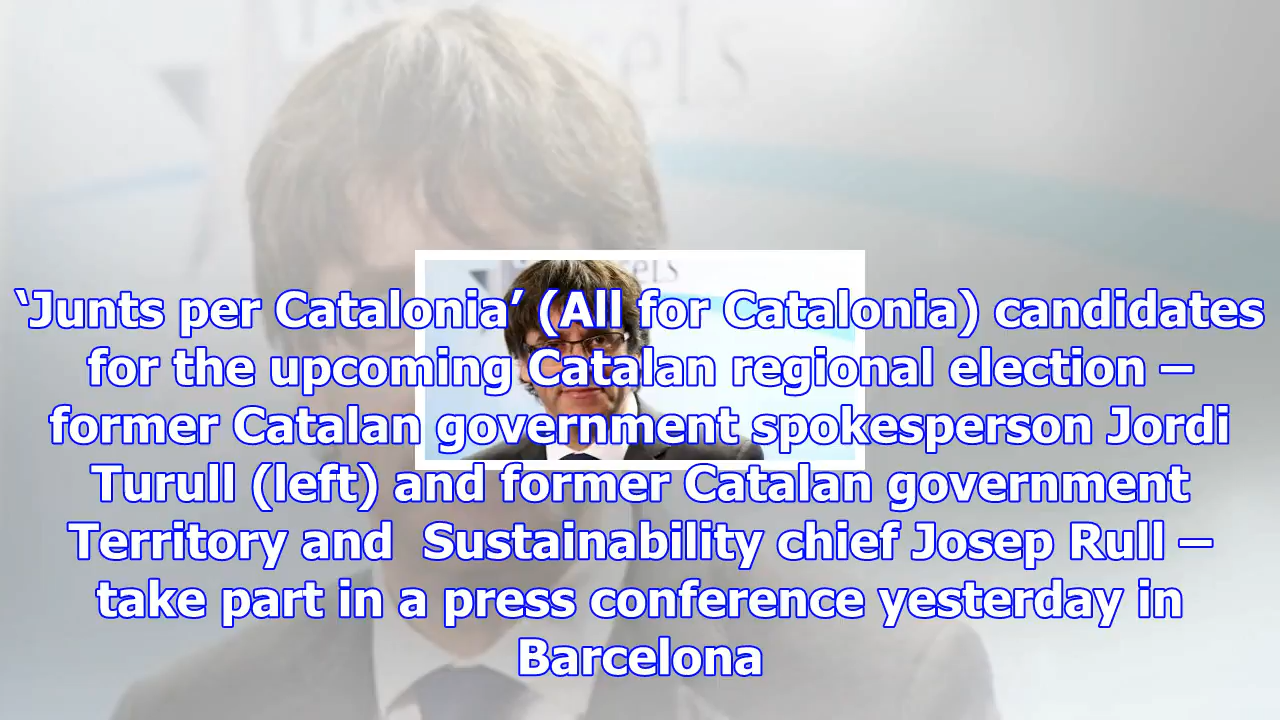 els
els
‘Junts per Catalonia’ (All for Catalonia) candidates
for the upcoming Catalan regional election –
former Catalan government spokesperson Jordi
Turull (left) and former Catalan government
Territory and  Sustainability chief Josep Rull –
take part in a press conference yesterday in
Barcelona